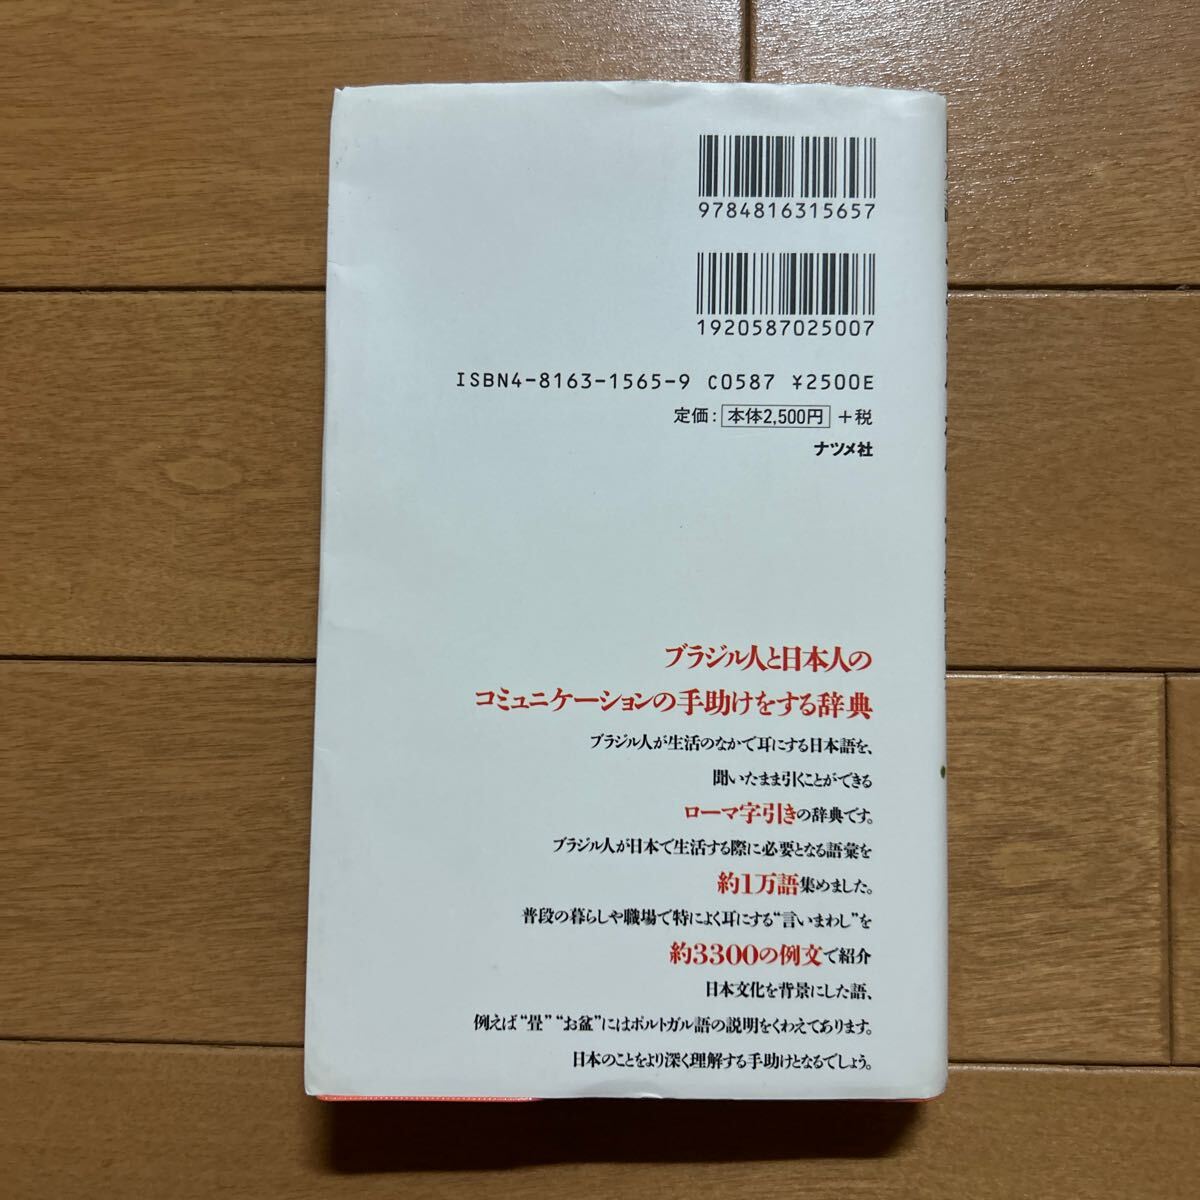 9784816315657
1920587025007
ISBN4-8163-1565-9 C0587 ¥2500E
定価: 本体2,500円 +税
ナツメ社
ブラジル人と日本人の
コミュニケーションの手助けをする辞典
ブラジル人が生活のなかで耳にする日本語を、
聞いたまま引くことができる
ローマ字引きの辞典です。
ブラジル人が日本で生活する際に必要となる語彙を
約1万語集めました。
普段の暮らしや職場で特によく耳にする“言いまわし”を
約3300の例文で紹介
日本文化を背景にした語、
例えば“畳”“お盆”にはポルトガル語の説明をくわえてあります。
日本のことをより深く理解する手助けとなるでしょう。